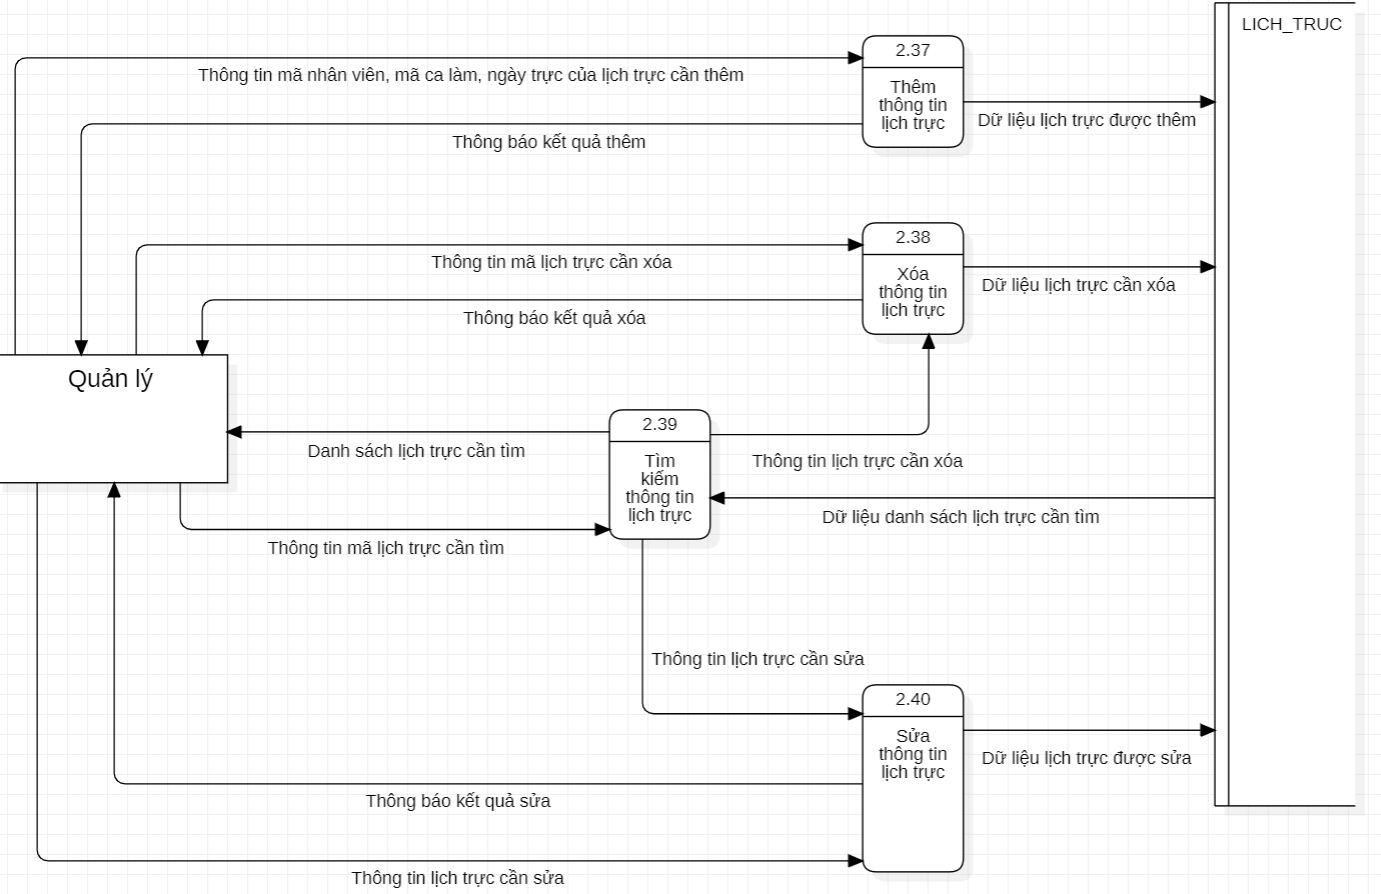 LICH_TRUC
2.37
Thêm
thông tin
lịch trực
Thông tin mã nhân viên, mã ca làm, ngày trực của lịch trực cần thêm
Dữ liệu lịch trực được thêm
Thông báo kết quả thêm
2.38
Xóa
thông tin
lịch trực
Thông tin mã lịch trực cần xóa
Dữ liệu lịch trực cần xóa
Thông báo kết quả xóa
Quản lý
2.39
Tìm
kiếm
thông tin
lịch trực
Danh sách lịch trực cần tìm
Thông tin lịch trực cần xóa
Dữ liệu danh sách lịch trực cần tìm
Thông tin mã lịch trực cần tìm
Thông tin lịch trực cần sửa
2.40
Sửa
thông tin
lịch trực
Dữ liệu lịch trực được sửa
Thông báo kết quả sửa
Thông tin lịch trực cần sửa